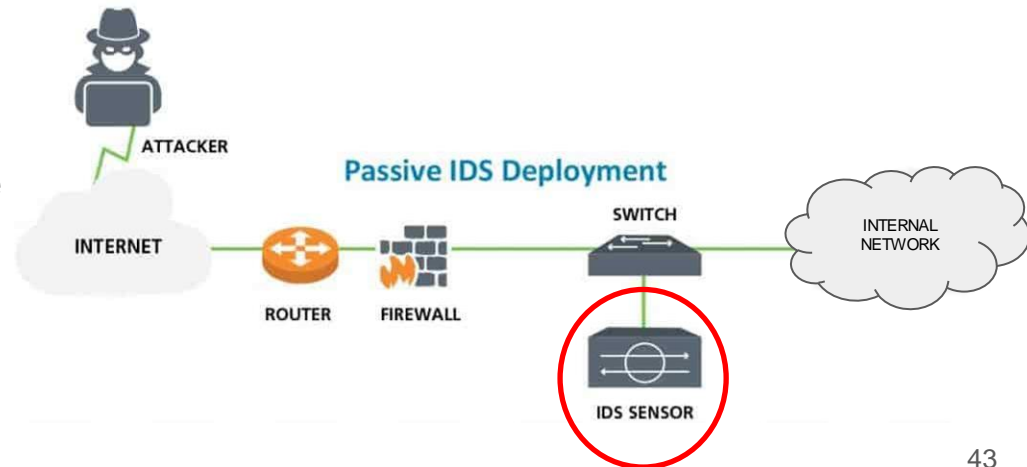 ATTACKER
Passive IDS Deployment
SWITCH
INTERNAL
NETWORK
INTERNET
ROUTER
FIREWALL
IDS SENSOR
43